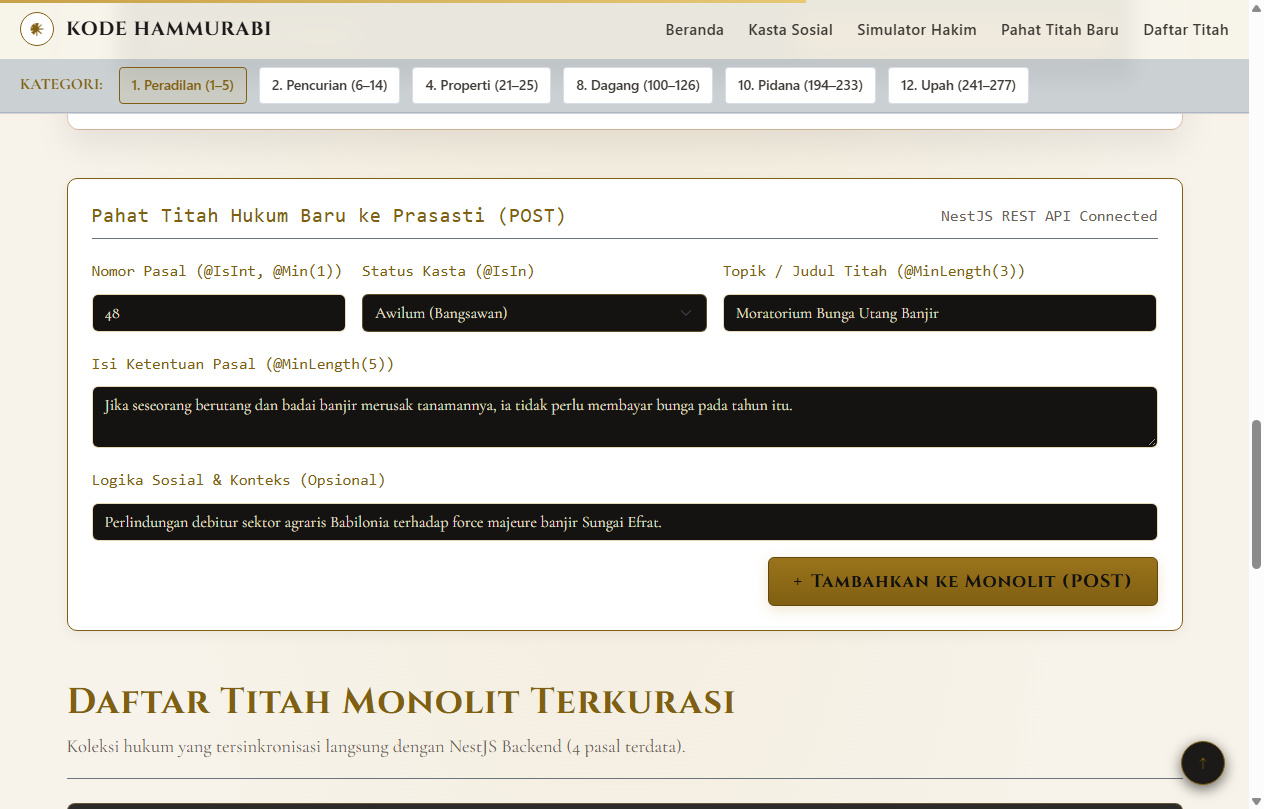 KODE HAMMURABI
Beranda Kasta Sosial Simulator Hakim Pahat Titah Baru Daftar Titah
KATEGORI: 1. Peradilan (1–5) 2. Pencurian (6–14) 4. Properti (21–25) 8. Dagang (100–126) 10. Pidana (194–233) 12. Upah (241–277)
Pahat Titah Hukum Baru ke Prasasti (POST) NestJS REST API Connected
Nomor Pasal (@IsInt, @Min(1)) Status Kasta (@IsIn) Topik / Judul Titah (@MinLength(3))
48 Awilum (Bangsawan) Moratorium Bunga Utang Banjir
Isi Ketentuan Pasal (@MinLength(5))
Jika seseorang berutang dan badai banjir merusak tanamannya, ia tidak perlu membayar bunga pada tahun itu.
Logika Sosial & Konteks (Opsional)
Perlindungan debitur sektor agraris Babilonia terhadap force majeure banjir Sungai Efrat.
+ Tambahkan ke Monolit (POST)
Daftar Titah Monolit Terkurasi
Koleksi hukum yang tersinkronisasi langsung dengan NestJS Backend (4 pasal terdata).
↑